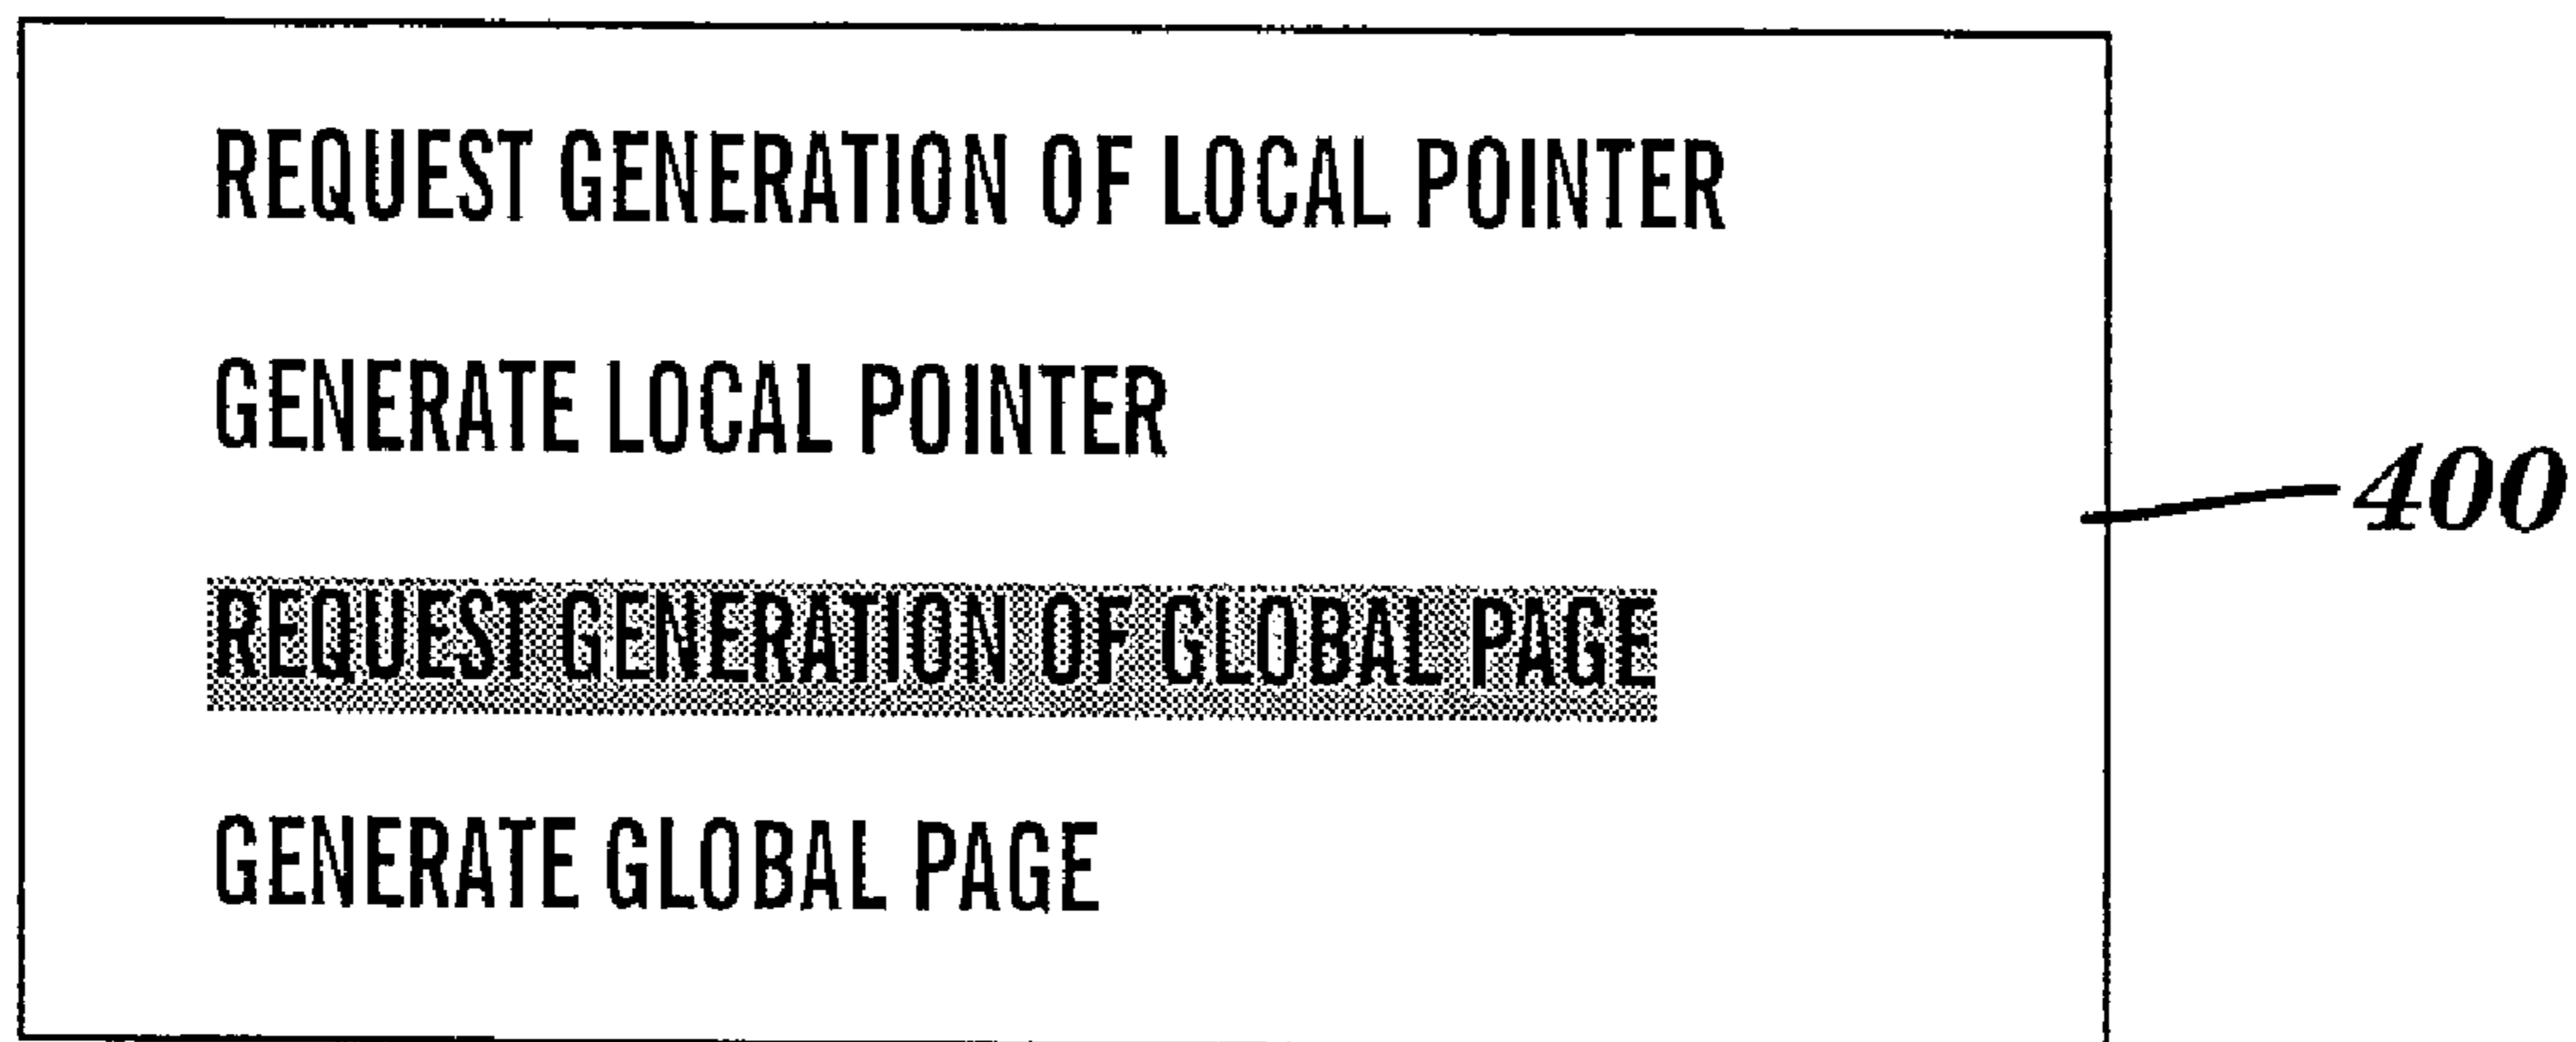 REQUEST GENERATION OF LOCAL POINTER
GENERATE LOCAL POINTER
400
REQUEST GENERATION OF GLOBAL PAGE
GENERATE GLOBAL PAGE